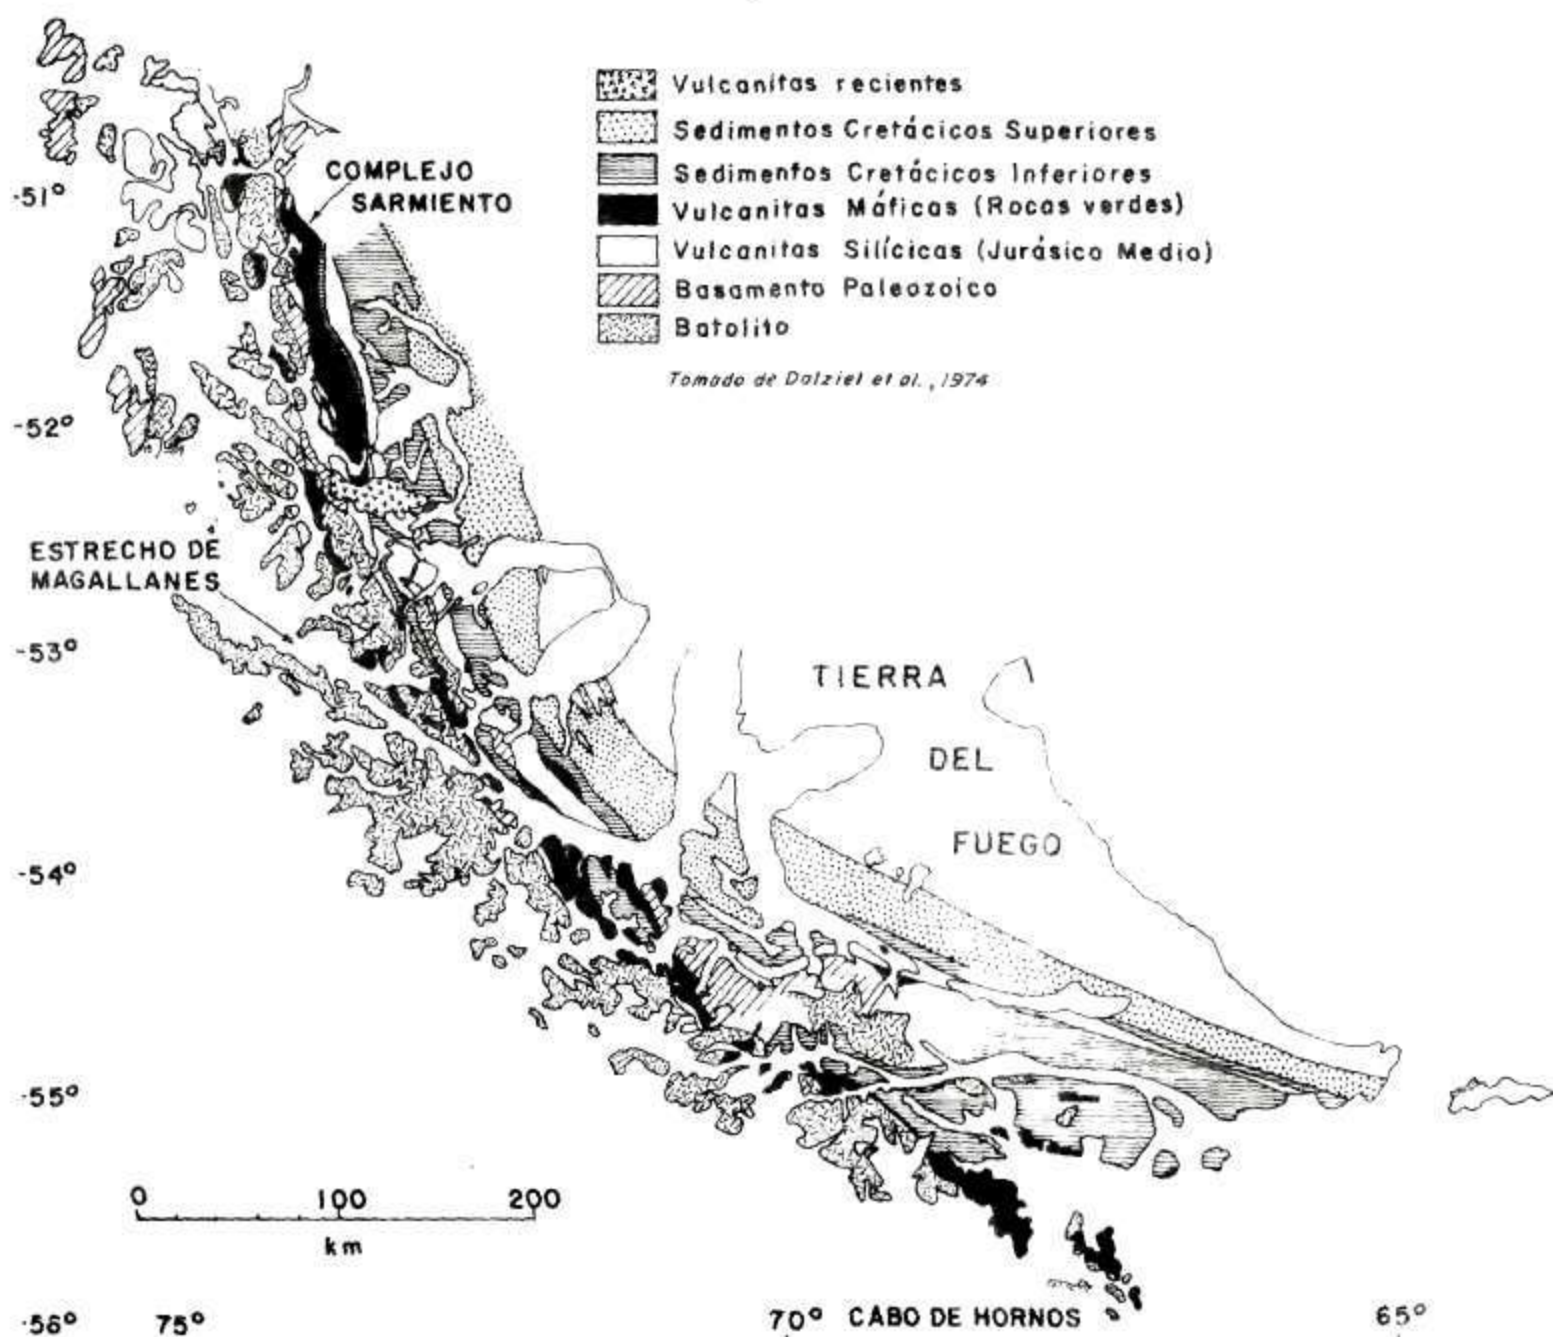 Vulcanitas recientes
Sedimentos Cretácicos Superiores
Sedimentos Cretácicos Inferiores
Vulcanitas Máficas (Rocas verdes)
Vulcanitas Silícicas (Jurásico Medio)
Basamento Paleozoico
Batolito
Tomado de Dalziel et al., 1974
COMPLEJO
SARMIENTO
-51°
-52°
ESTRECHO DE
MAGALLANES
-53°
TIERRA
DEL
FUEGO
-54°
-55°
0 100 200
km
-56° 75° 70° CABO DE HORNOS 65°